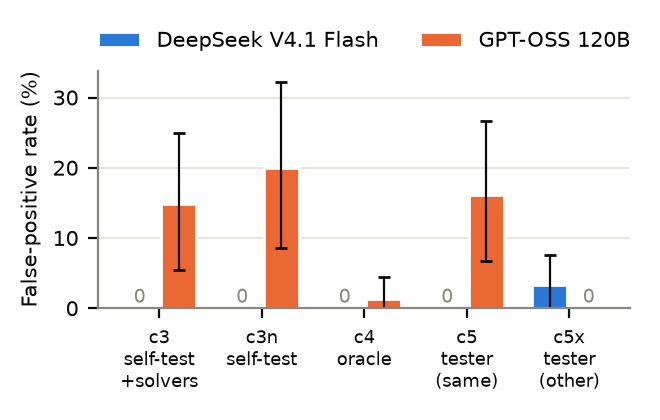 DeepSeek V4.1 Flash GPT-OSS 120B
False-positive rate (%)
30
20
10
0
0 0 0 0 0
c3 c3n c4 c5 c5x
self-test self-test oracle tester tester
+solvers (same) (other)